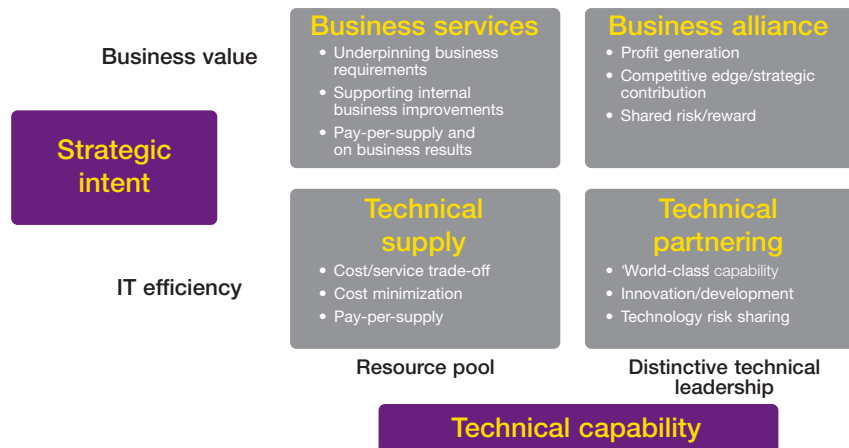 Business services
• Underpinning business
requirements
• Supporting internal
business improvements
• Pay-per-supply and
on business results
Business alliance
• Profit generation
• Competitive edge/strategic
contribution
• Shared risk/reward
Business value
Strategic
intent
Technical
supply
• Cost/service trade-off
• Cost minimization
• Pay-per-supply
Technical
partnering
• ‘World-class’ capability
• Innovation/development
• Technology risk sharing
IT efficiency
Resource pool
Distinctive technical
leadership
Technical capability